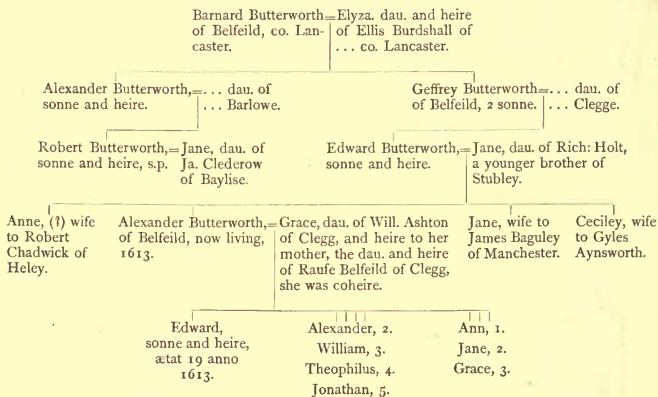 Barnard Butterworth=Elyza. dau. and heire
of Belfeild, co. Lan- of Ellis Burdshall of
caster. ... co. Lancaster.
Alexander Butterworth,=... dau. of
sonne and heire. ... Barlowe.
Geffrey Butterworth=... dau. of
of Belfeild, 2 sonne. ... Clegge.
Robert Butterworth,=Jane, dau. of
sonne and heire, s.p. Ja. Clederow
of Baylise.
Edward Butterworth,=Jane, dau. of Rich: Holt,
sonne and heire. a younger brother of
Stubley.
Anne, (?) wife
to Robert
Chadwick of
Heley.
Alexander Butterworth,=Grace, dau. of Will. Ashton
of Belfeild, now living, of Clegg, and heire to her
1613. mother, the dau. and heire
of Raufe Belfeild of Clegg,
she was coheire.
Jane, wife to
James Baguley
of Manchester.
Ceciley, wife
to Gyles
Aynsworth.
Edward,
sonne and heire,
ætat 19 anno
1613.
Alexander, 2.
William, 3.
Theophilus, 4.
Jonathan, 5.
Ann, 1.
Jane, 2.
Grace, 3.